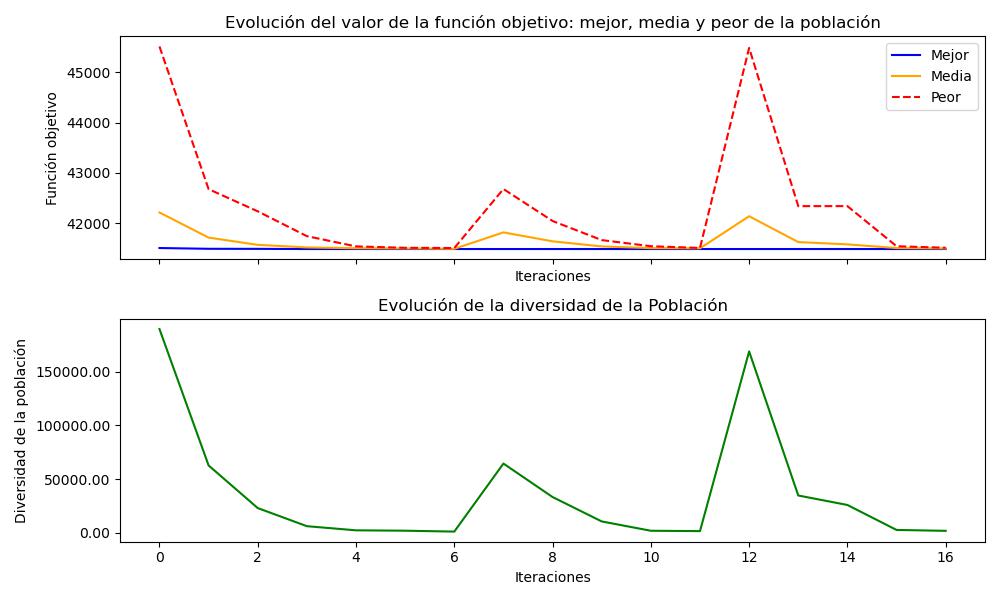 Evolución del valor de la función objetivo: mejor, media y peor de la población
Función objetivo
45000
44000
43000
42000
Mejor
Media
Peor
Iteraciones
Evolución de la diversidad de la Población
Diversidad de la población
150000.00
100000.00
50000.00
0.00
0 2 4 6 8 10 12 14 16
Iteraciones